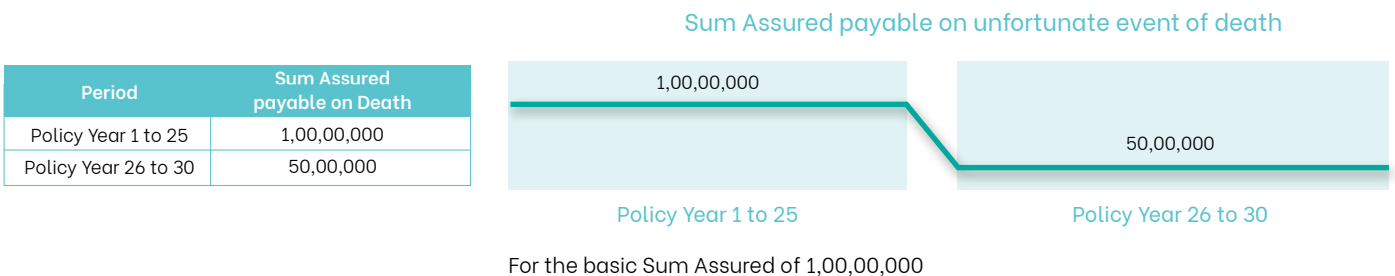 Sum Assured payable on unfortunate event of death
Period
Sum Assured
payable on Death
Policy Year 1 to 25
1,00,00,000
Policy Year 26 to 30
50,00,000
1,00,00,000
50,00,000
Policy Year 1 to 25
Policy Year 26 to 30
For the basic Sum Assured of 1,00,00,000